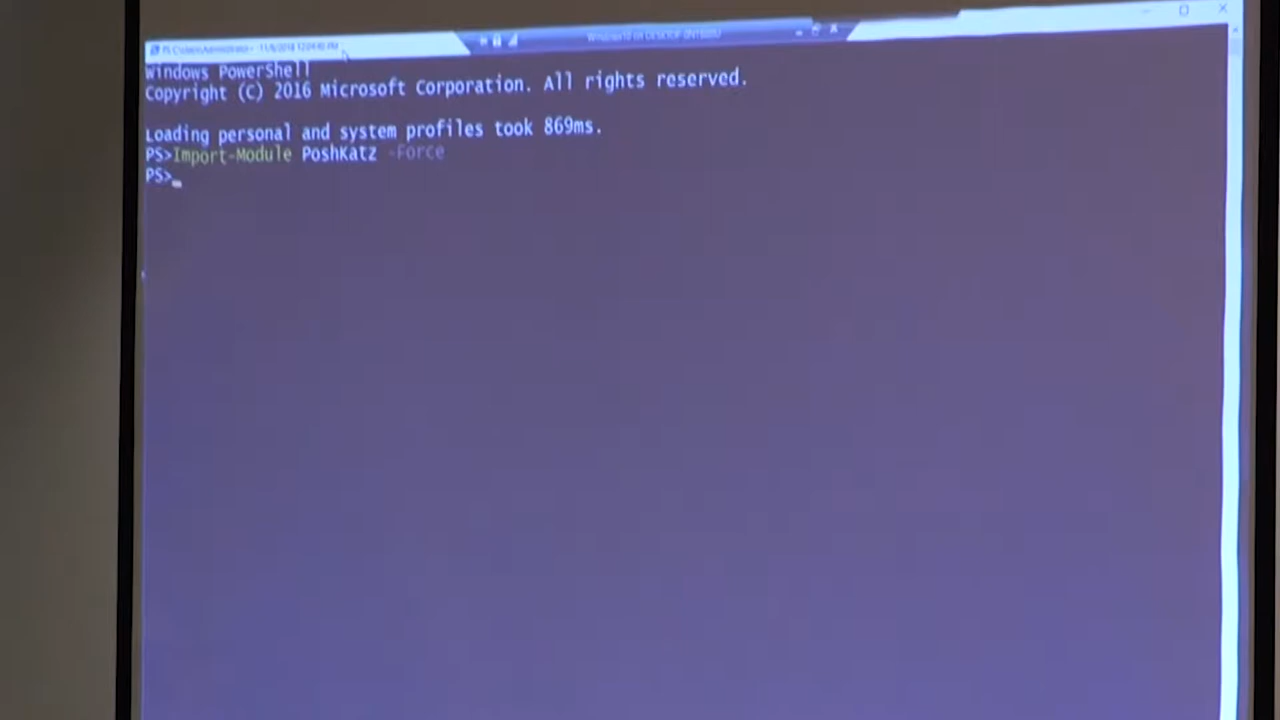 Windows PowerShell
Copyright (C) 2016 Microsoft Corporation. All rights reserved.
Loading personal and system profiles took 869ms.
PS>Import-Module PoshKatz -Force
PS>_